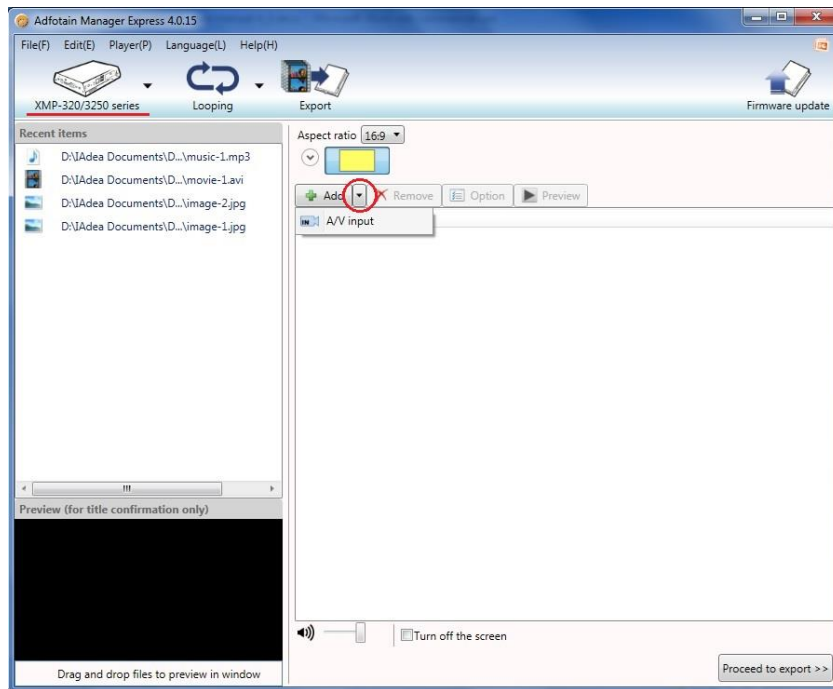 Adfotain Manager Express 4.0.15
File(F) Edit(E) Player(P) Language(L) Help(H)
XMP-320/3250 series Looping Export Firmware update
Recent items
D:\IAdea Documents\D...\music-1.mp3
D:\IAdea Documents\D...\movie-1.avi
D:\IAdea Documents\D...\image-2.jpg
D:\IAdea Documents\D...\image-1.jpg
Preview (for title confirmation only)
Drag and drop files to preview in window
Aspect ratio 16:9
Add Remove Option Preview
IN A/V input
Turn off the screen
Proceed to export >>